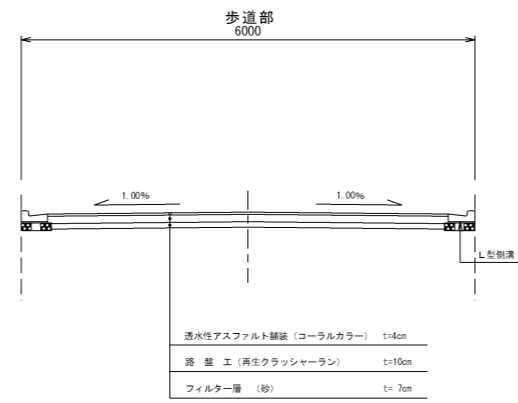 歩道部
6000
1.00% 1.00%
L型側溝
透水性アスファルト舗装（コーラルカラー） t=4cm
路 盤 工（再生クラッシャーラン） t=10cm
フィルター層 （砂） t= 7cm